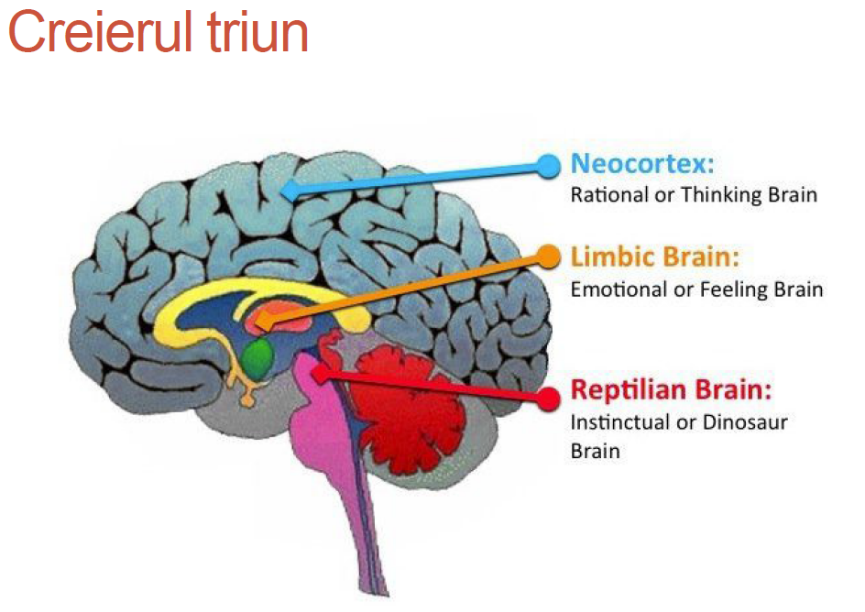 Creierul triun
Neocortex:
Rational or Thinking Brain
Limbic Brain:
Emotional or Feeling Brain
Reptilian Brain:
Instinctual or Dinosaur
Brain